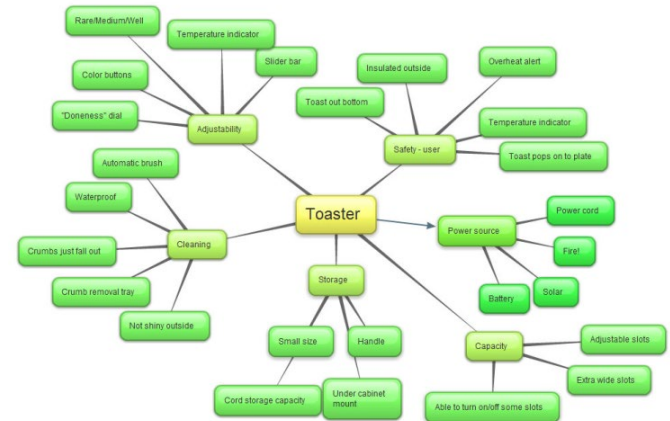 Rare/Medium/Well
Temperature indicator
Slider bar
Color buttons
"Doneness" dial
Adjustability
Insulated outside
Overheat alert
Toast out bottom
Temperature indicator
Safety - user
Toast pops on to plate
Automatic brush
Waterproof
Cleaning
Crumbs just fall out
Crumb removal tray
Not shiny outside
Toaster
Power cord
Power source
Fire!
Solar
Battery
Storage
Small size
Handle
Cord storage capacity
Under cabinet
mount
Capacity
Adjustable slots
Extra wide slots
Able to turn on/off some slots